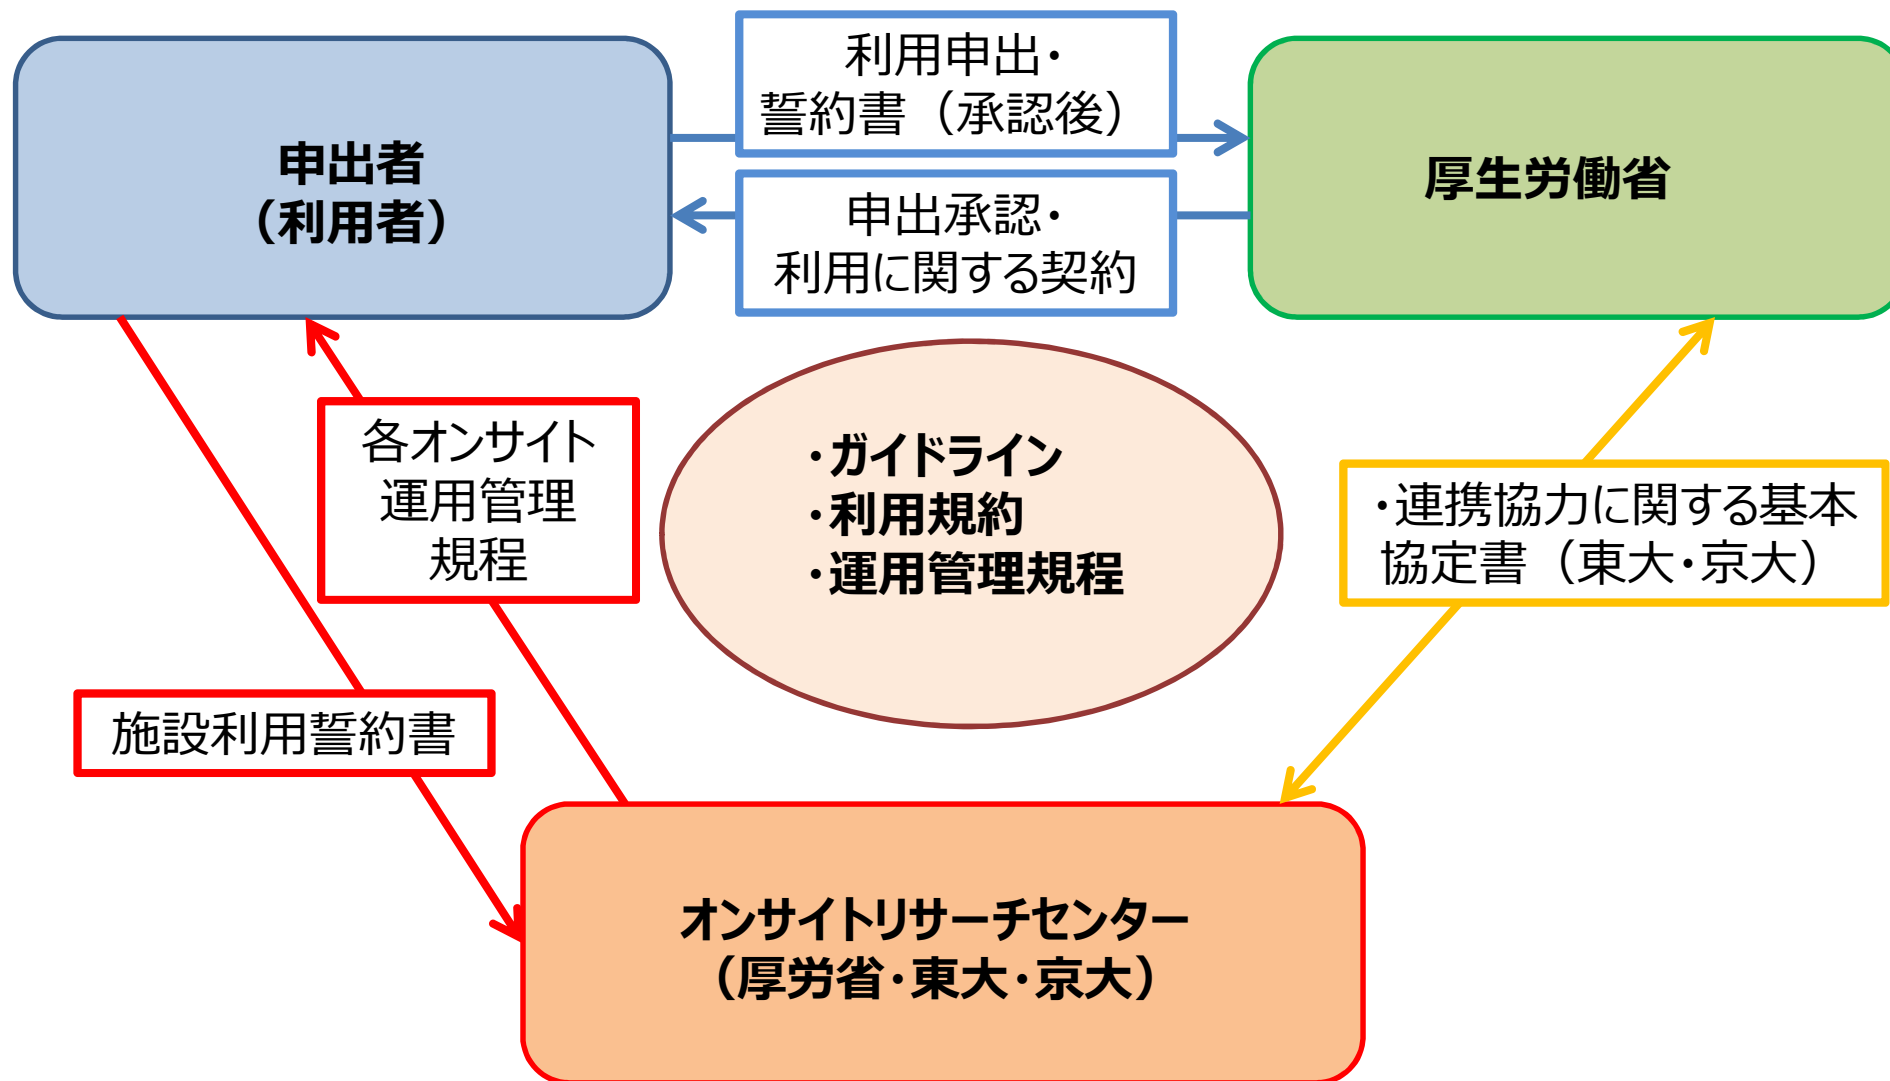 利用申出・
誓約書（承認後）
申出者
（利用者）
厚生労働省
申出承認・
利用に関する契約
各オンサイト
運用管理
規程
・ガイドライン
・利用規約
・運用管理規程
・連携協力に関する基本
協定書（東大・京大）
施設利用誓約書
オンサイトリサーチセンター
（厚労省・東大・京大）